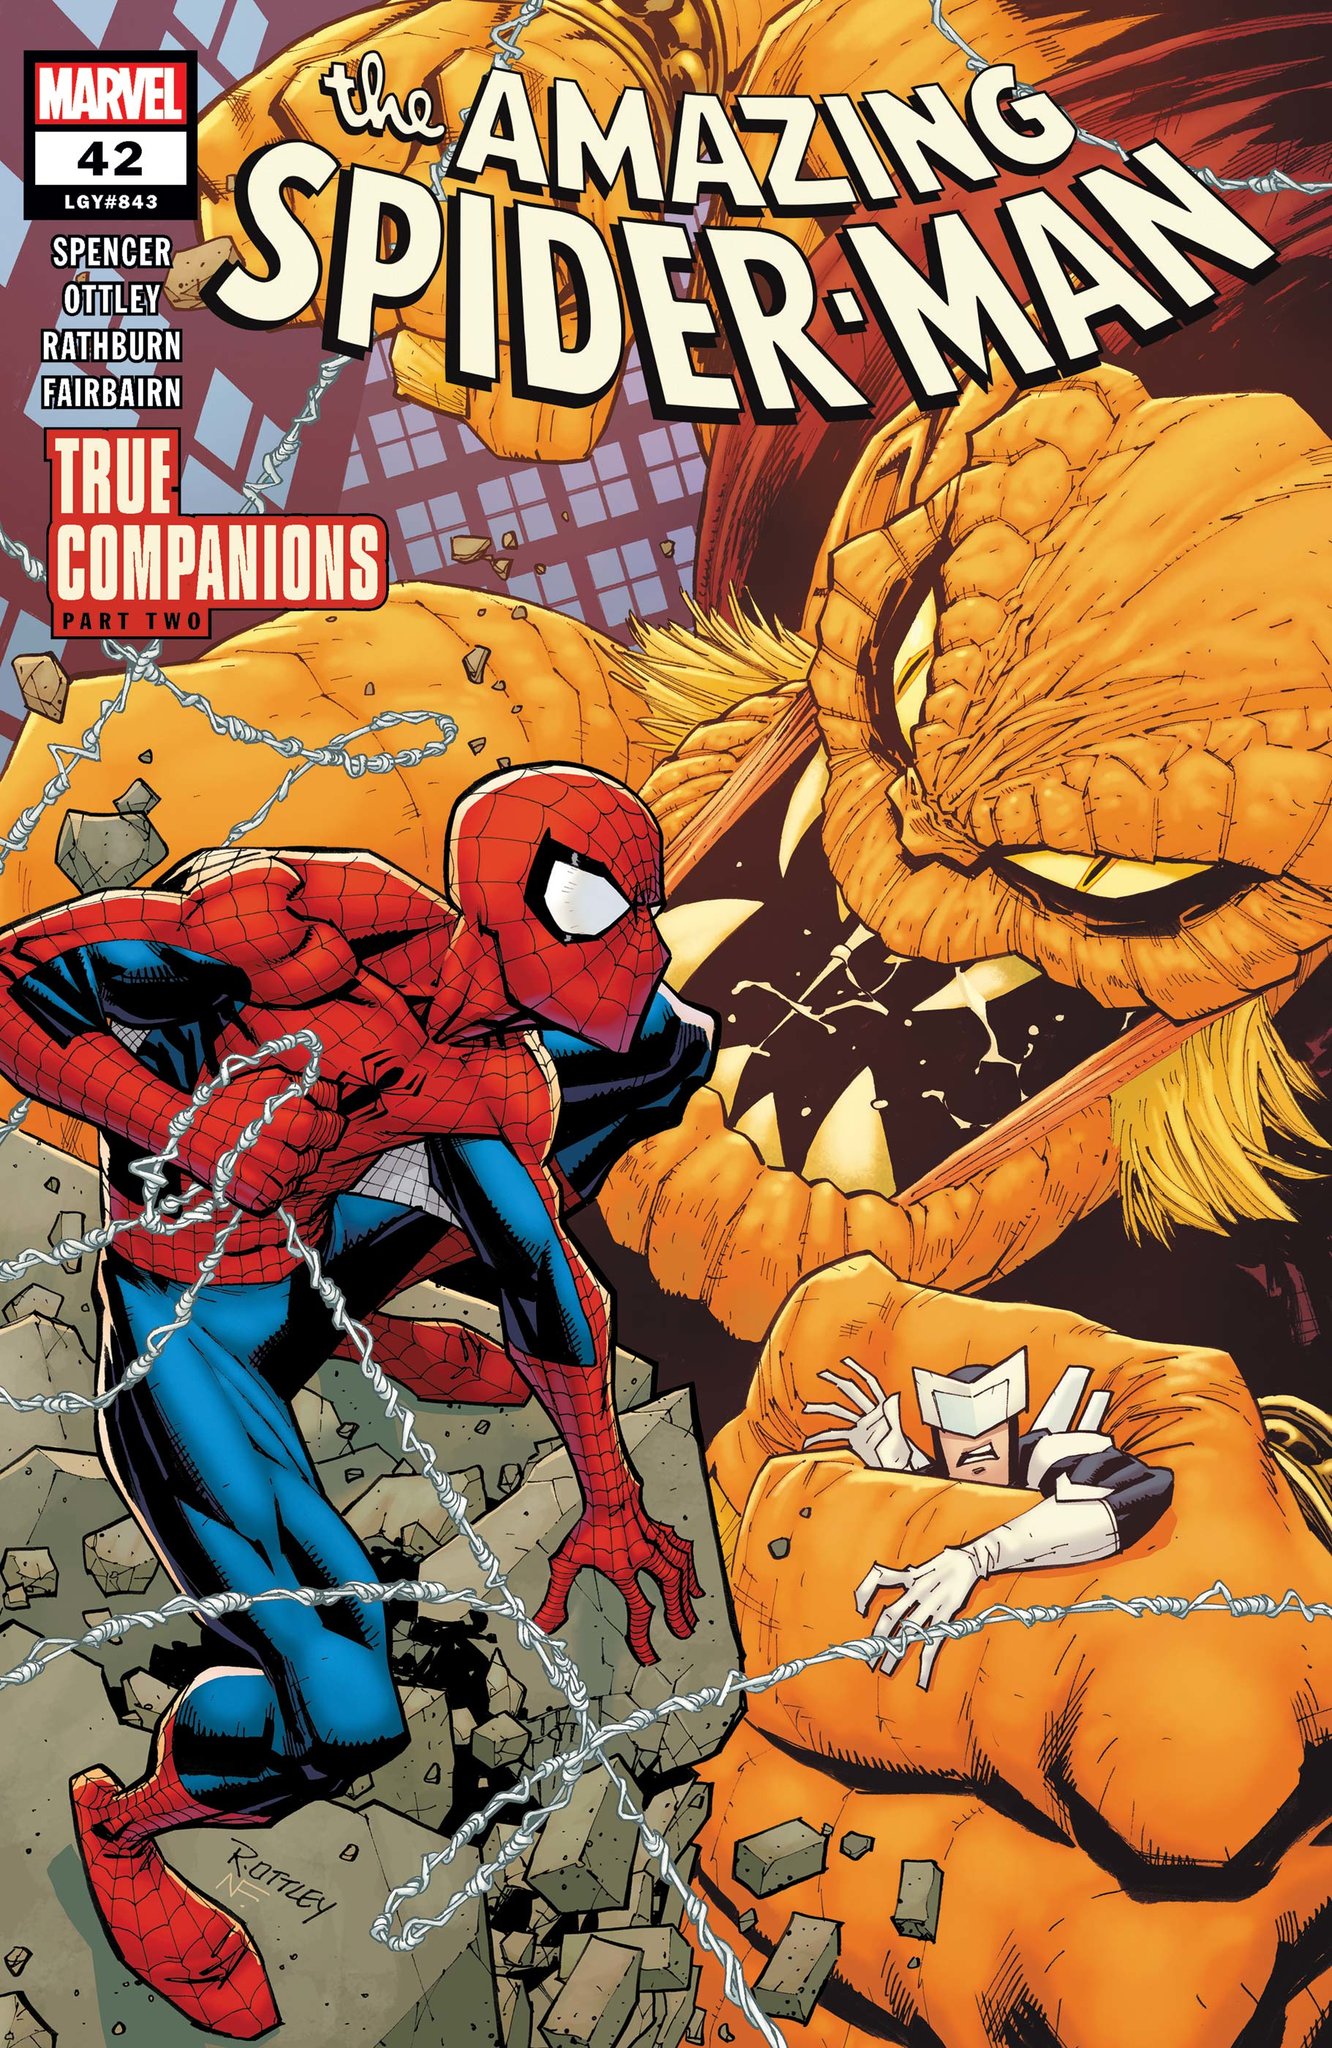 MARVEL
42
LGY#843
SPENCER
OTTLEY
RATHBURN
FAIRBAIRN
TRUE
COMPANIONS
PART TWO
the AMAZING
SPIDER-MAN
R.OTTLEY
NF